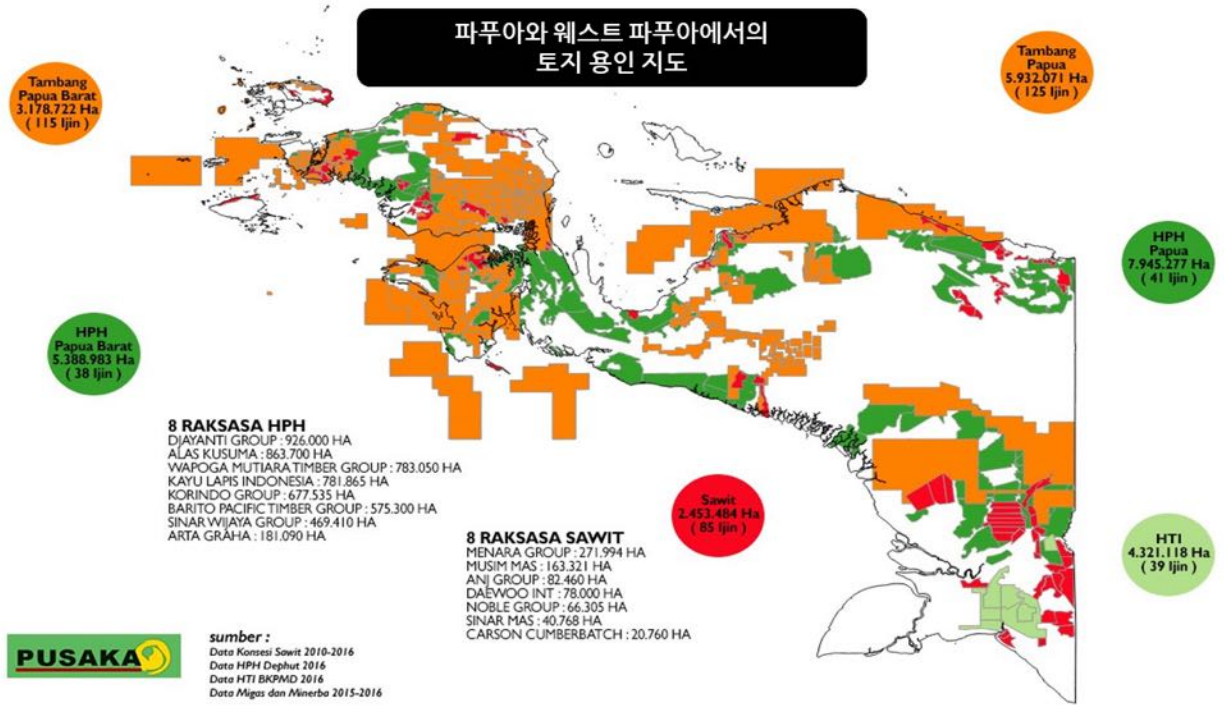 파푸아와 웨스트 파푸아에서의
토지 용인 지도
Tambang
Papua Barat
3.178.722 Ha
( 115 Ijin )
Tambang
Papua
5.932.071 Ha
( 125 Ijin )
HPH
Papua
7.945.277 Ha
( 41 Ijin )
HPH
Papua Barat
5.388.983 Ha
( 38 Ijin )
8 RAKSASA HPH
DJAYANTI GROUP : 926.000 HA
ALAS KUSUMA : 863.700 HA
WAPOGA MUTIARA TIMBER GROUP : 783.050 HA
KAYU LAPIS INDONESIA : 781.865 HA
KORINDO GROUP : 677.535 HA
BARITO PACIFIC TIMBER GROUP : 575.300 HA
SINAR WIJAYA GROUP : 469.410 HA
ARTA GRAHA : 181.090 HA
Sawit
2.453.484 Ha
( 85 Ijin )
8 RAKSASA SAWIT
MENARA GROUP : 271.994 HA
MUSIM MAS : 163.321 HA
ANJ GROUP : 82.460 HA
DAEWOO INT : 78.000 HA
NOBLE GROUP : 66.305 HA
SINAR MAS : 40.768 HA
CARSON CUMBERBATCH : 20.760 HA
HTI
4.321.118 Ha
( 39 Ijin )
PUSAKA
sumber :
Data Konsesi Sawit 2010-2016
Data HPH Dephut 2016
Data HTI BKPMD 2016
Data Migas dan Minerba 2015-2016